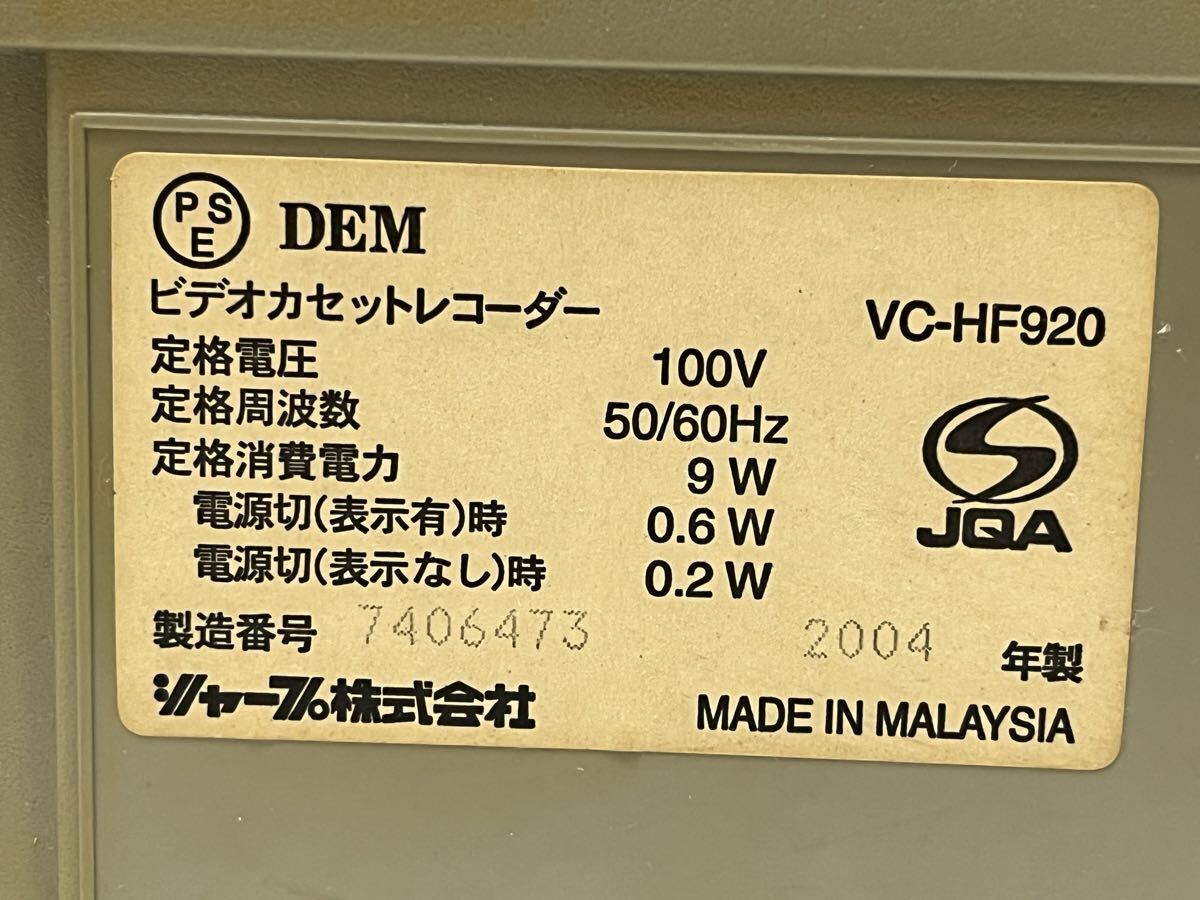 PSE DEM
ビデオカセットレコーダー VC-HF920
定格電圧 100V
定格周波数 50/60Hz
定格消費電力 9 W
電源切(表示有)時 0.6 W
電源切(表示なし)時 0.2 W
JQA
製造番号 7406473 2004 年製
シャープ株式会社 MADE IN MALAYSIA